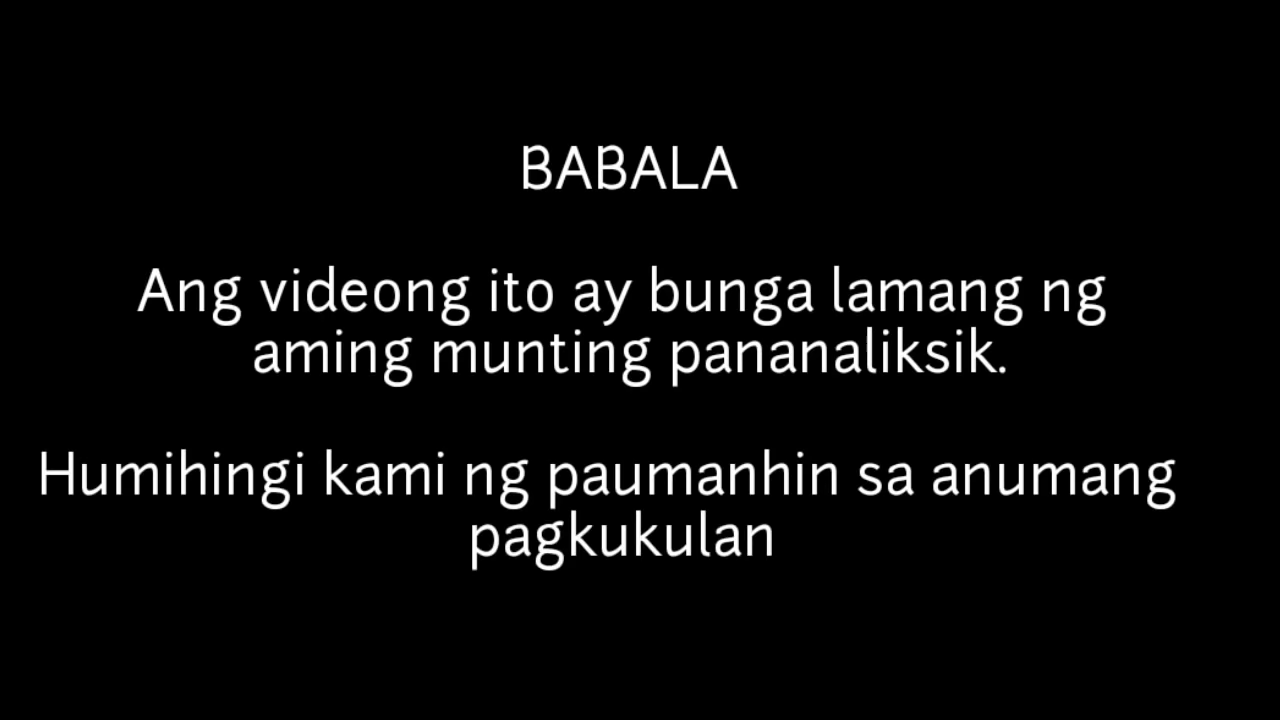 BABALA
Ang videong ito ay bunga lamang ng
aming munting pananaliksik.
Humihingi kami ng paumanhin sa anumang
pagkukulan